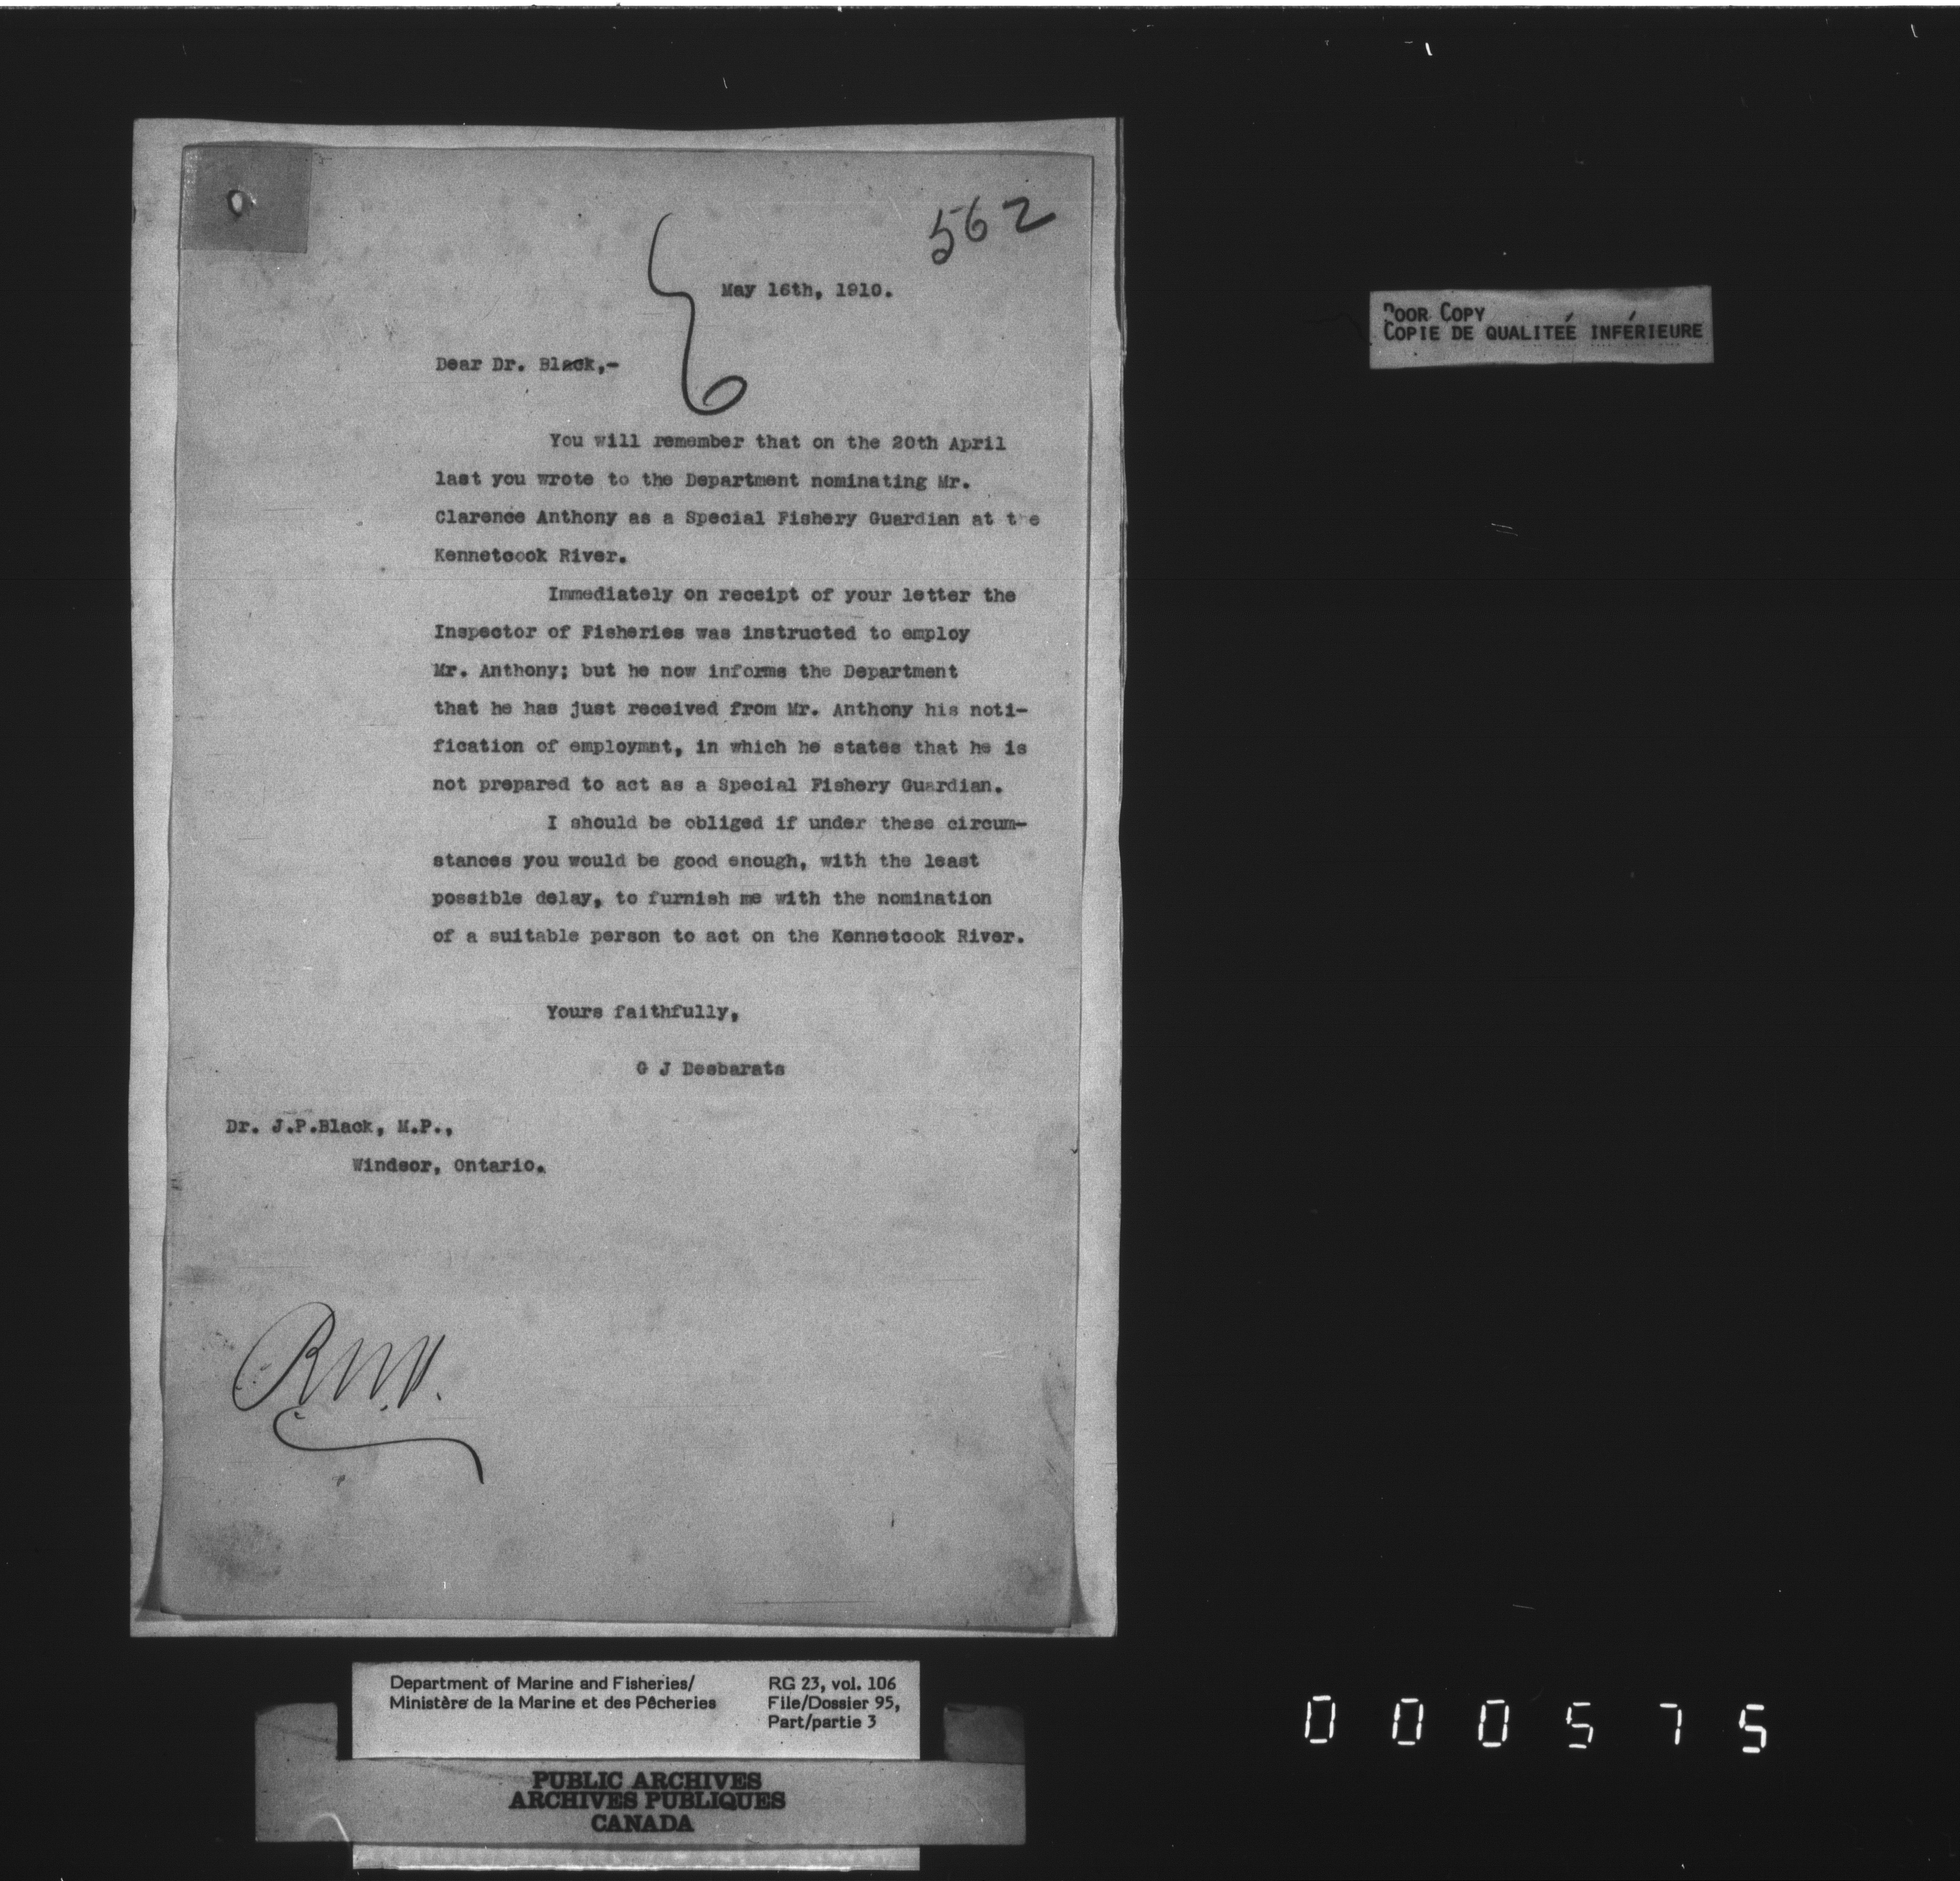 562
May 16th, 1910.
Dear Dr. Black,-
You will remember that on the 20th April
last you wrote to the Department nominating Mr.
Clarence Anthony as a Special Fishery Guardian at t e
Kennetcook River.
Immediately on receipt of your letter the
Inspector of Fisheries was instructed to employ
Mr. Anthony; but he now informs the Department
that he has just received from Mr. Anthony his noti-
fication of employmnt, in which he states that he is
not prepared to act as a Special Fishery Guardian.
I should be obliged if under these circum-
stances you would be good enough, with the least
possible delay, to furnish me with the nomination
of a suitable person to act on the Kennetcook River.
Yours faithfully,
G J Desbarats
Dr. J.P.Black, M.P.,
Windsor, Ontario.
POOR COPY
COPIE DE QUALITEÉ INFÉRIEURE
Department of Marine and Fisheries/
Ministère de la Marine et des Pêcheries
RG 23, vol. 106
File/Dossier 95,
Part/partie 3
PUBLIC ARCHIVES
ARCHIVES PUBLIQUES
CANADA
000575